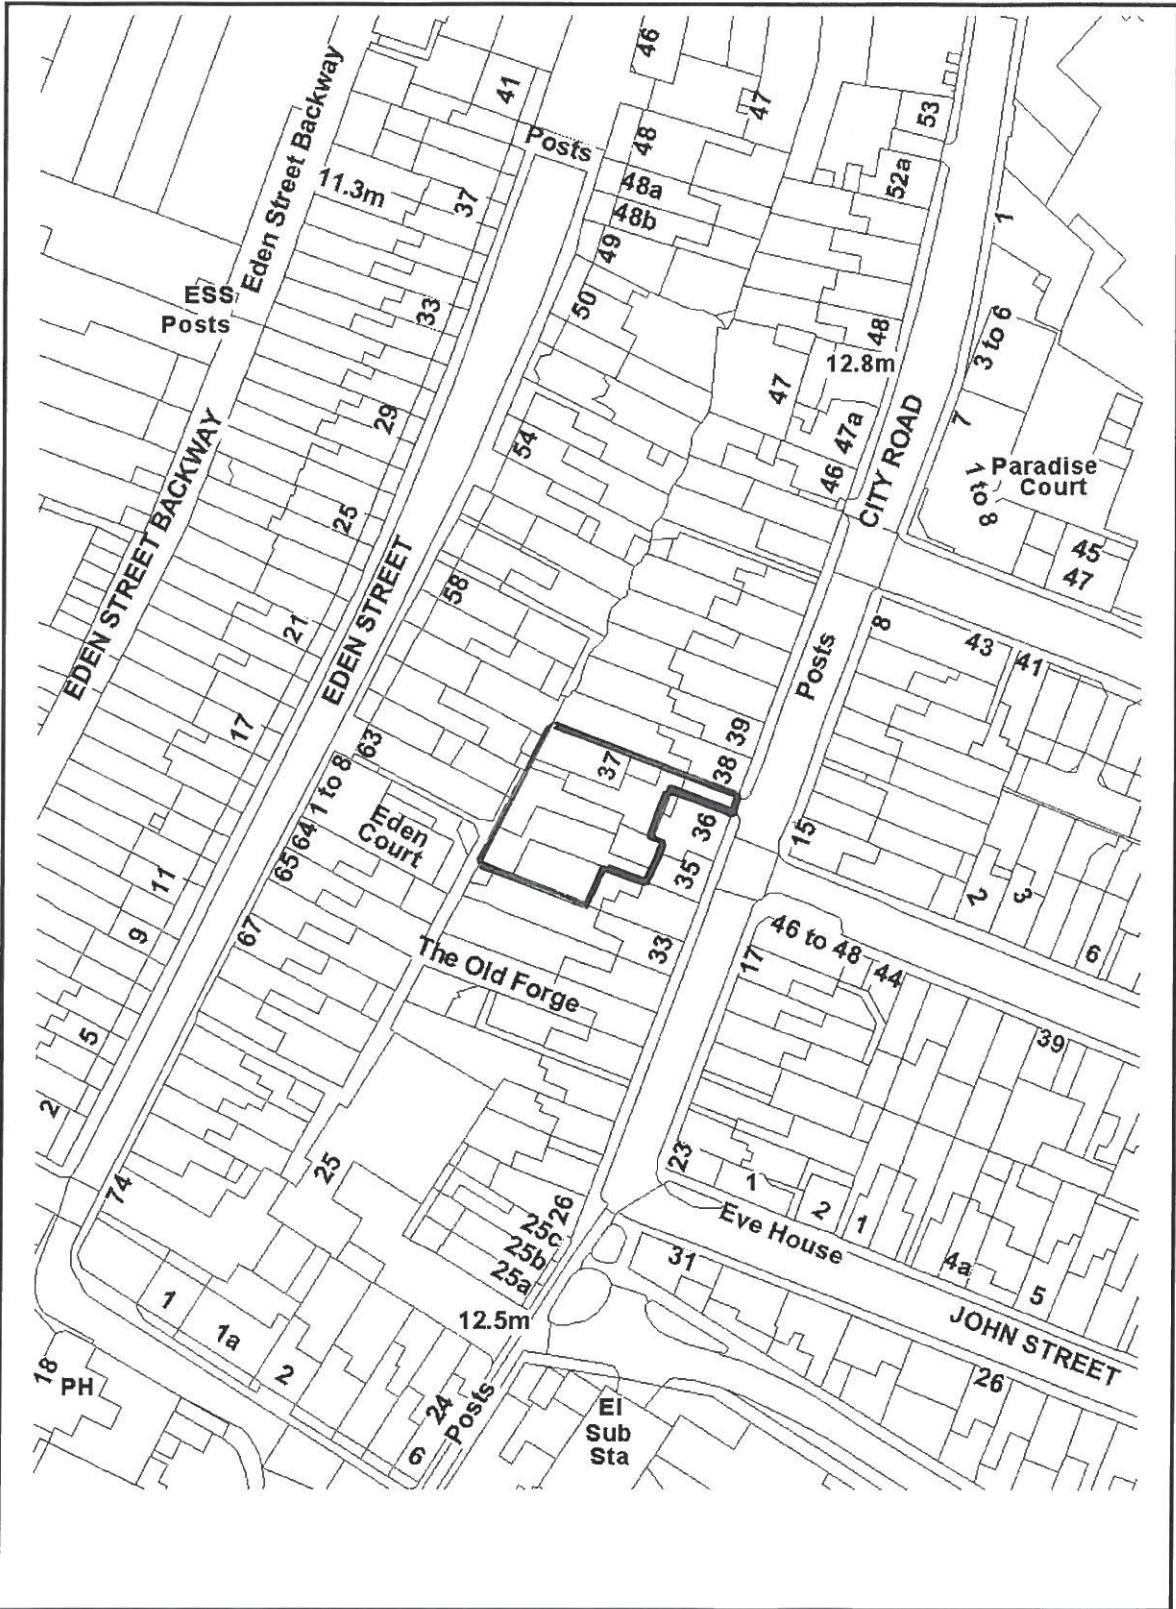 46
41
47
53
Posts
48
Eden Street Backway
11.3m
37
48a
52a
48b
1
49
ESS
Posts
33
50
48
3 to 6
12.8m
47
29
54
47a
7
CITY ROAD
46
Paradise
Court
1 to 8
EDEN STREET BACKWAY
25
45
47
EDEN STREET
58
21
8
43
41
Posts
17
63
39
38
37
1 to 8
Eden
Court
64
65
36
15
35
11
2
3
9
67
33
46 to 48
44
6
17
The Old Forge
5
39
2
23
25
74
1
2
1
26
Eve House
25c
25b
25a
31
4a
5
1
1a
2
12.5m
JOHN STREET
18
PH
26
24
Posts
6
El
Sub
Sta